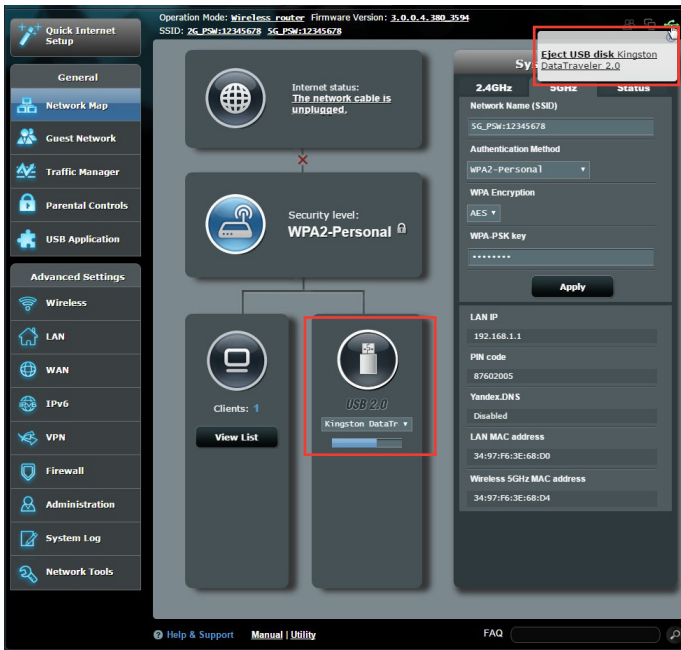 Quick Internet
Setup
Operation Mode: Wireless router Firmware Version: 3.0.0.4.380_3594
SSID: 2G_PSW:12345678 5G_PSW:12345678
Eject USB disk Kingston
DataTraveler 2.0
General
Network Map
Guest Network
Traffic Manager
Parental Controls
USB Application
Advanced Settings
Wireless
LAN
WAN
IPv6
VPN
Firewall
Administration
System Log
Network Tools
Internet status:
The network cable is
unplugged.
Security level:
WPA2-Personal
Clients: 1
View List
USB 2.0
Kingston DataTr
Sy
2.4GHz 5GHz Status
Network Name (SSID)
5G_PSW:12345678
Authentication Method
WPA2-Personal
WPA Encryption
AES
WPA-PSK key
Apply
LAN IP
192.168.1.1
PIN code
87602005
Yandex.DNS
Disabled
LAN MAC address
34:97:F6:3E:68:D0
Wireless 5GHz MAC address
34:97:F6:3E:68:D4
Help & Support Manual | Utility FAQ